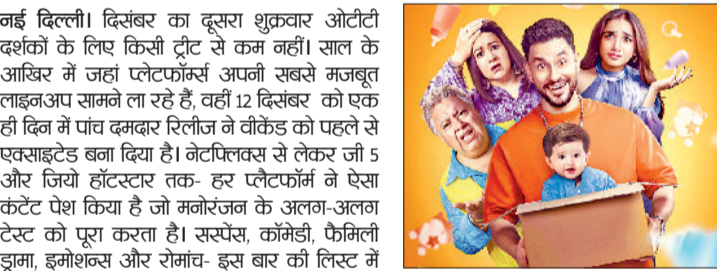 नई दिल्ली। दिसंबर का दूसरा शुक्रवार ओटीटी
दर्शकों के लिए किसी ट्रीट से कम नहीं। साल के
आखिर में जहां प्लेटफॉर्म्स अपनी सबसे मजबूत
लाइनअप सामने ला रहे हैं, वहीं 12 दिसंबर को एक
ही दिन में पांच दमदार रिलीज ने वीकेंड को पहले से
एक्साइटेड बना दिया है। नेटफ्लिक्स से लेकर जी 5
और जियो हॉटस्टार तक- हर प्लैटफॉर्म ने ऐसा
कंटेंट पेश किया है जो मनोरंजन के अलग-अलग
टेस्ट को पूरा करता है। सस्पेंस, कॉमेडी, फैमिली
ड्रामा, इमोशन्स और रोमांच- इस बार की लिस्ट में